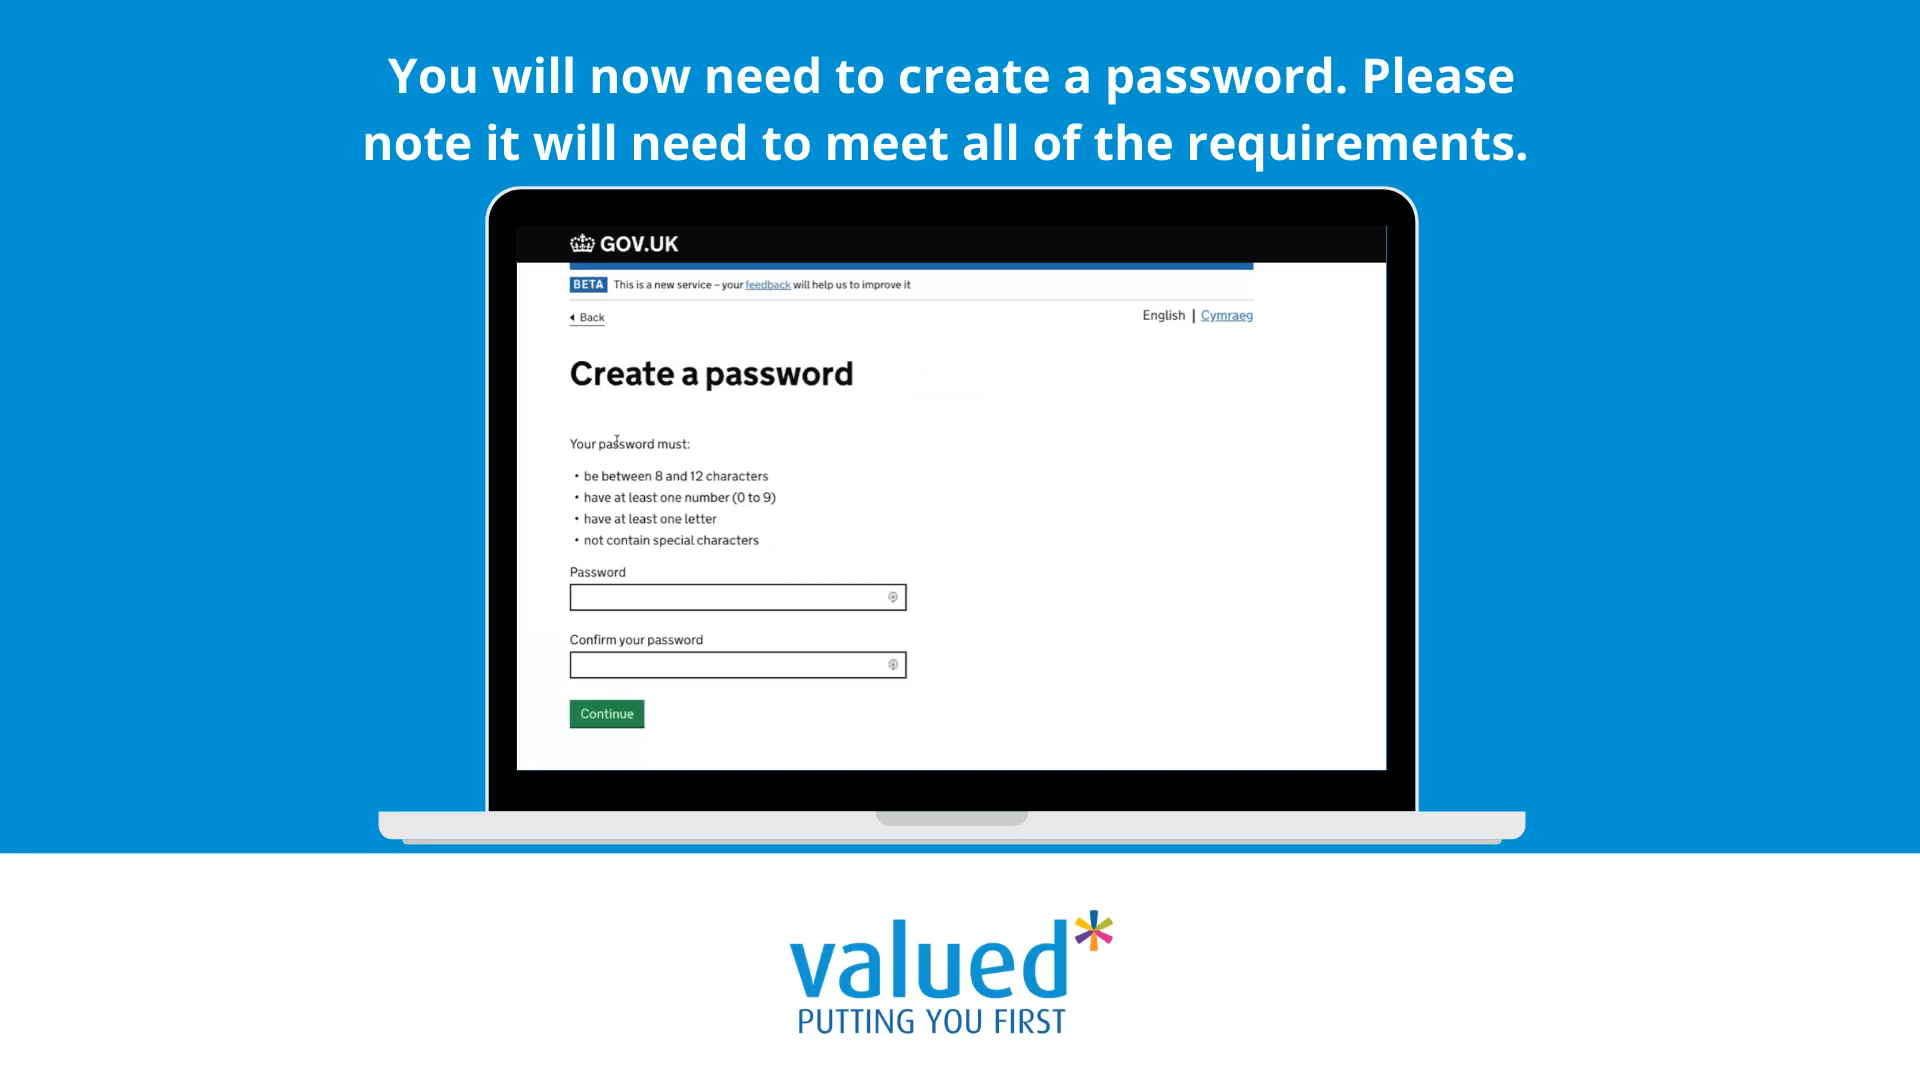 You will now need to create a password. Please
note it will need to meet all of the requirements.
GOV.UK
BETA This is a new service – your feedback will help us to improve it
Back
English | Cymraeg
Create a password
Your password must:
• be between 8 and 12 characters
• have at least one number (0 to 9)
• have at least one letter
• not contain special characters
Password
Confirm your password
Continue
valued*
PUTTING YOU FIRST